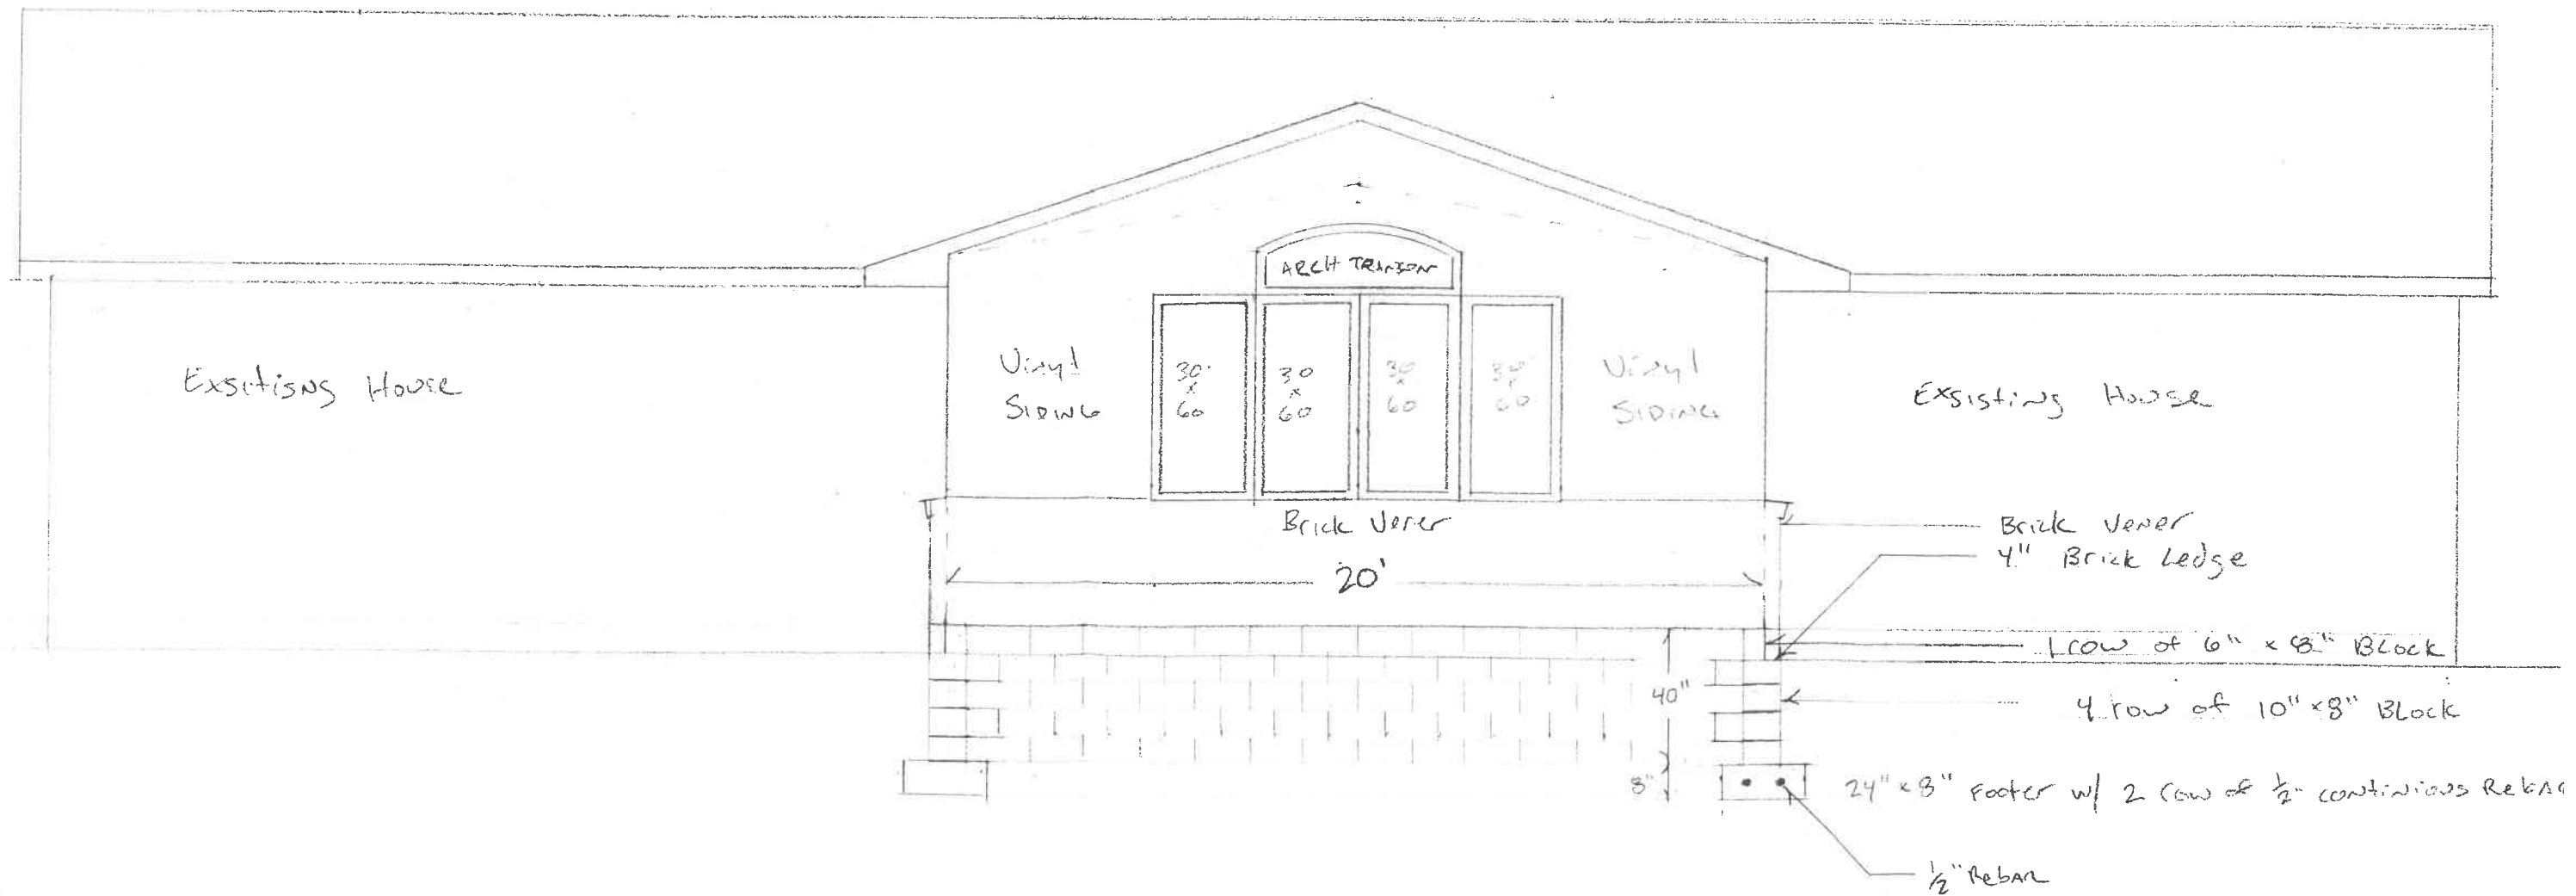 ARCH TRANSOM
Exsitisng House
Vinyl
SIDING
30
x
60
30
x
60
30
x
60
30
x
60
Vinyl
SIDING
Exsisting House
Brick Vener
20'
Brick Vener
4" Brick Ledge
1 row of 6" x 8" Block
40"
4 row of 10" x 8" Block
8"
24" x 8" Footer w/ 2 row of ½" continious Rebar
½" Rebar